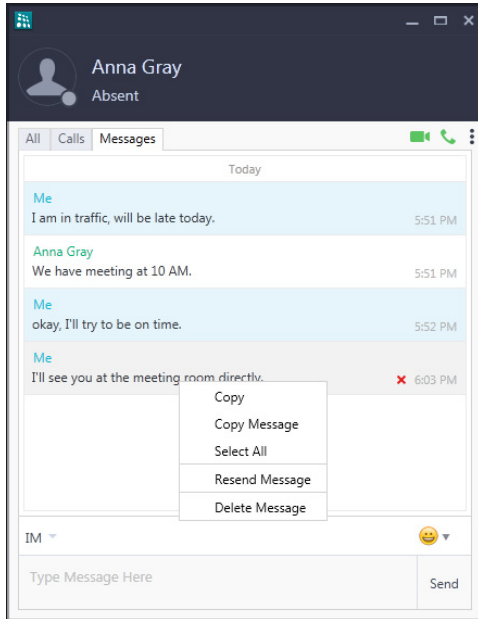 Anna Gray
Absent
All Calls Messages
Today
Me
I am in traffic, will be late today. 5:51 PM
Anna Gray
We have meeting at 10 AM. 5:51 PM
Me
okay, I'll try to be on time. 5:52 PM
Me
I'll see you at the meeting room directly. 6:03 PM
Copy
Copy Message
Select All
Resend Message
Delete Message
IM
Type Message Here
Send